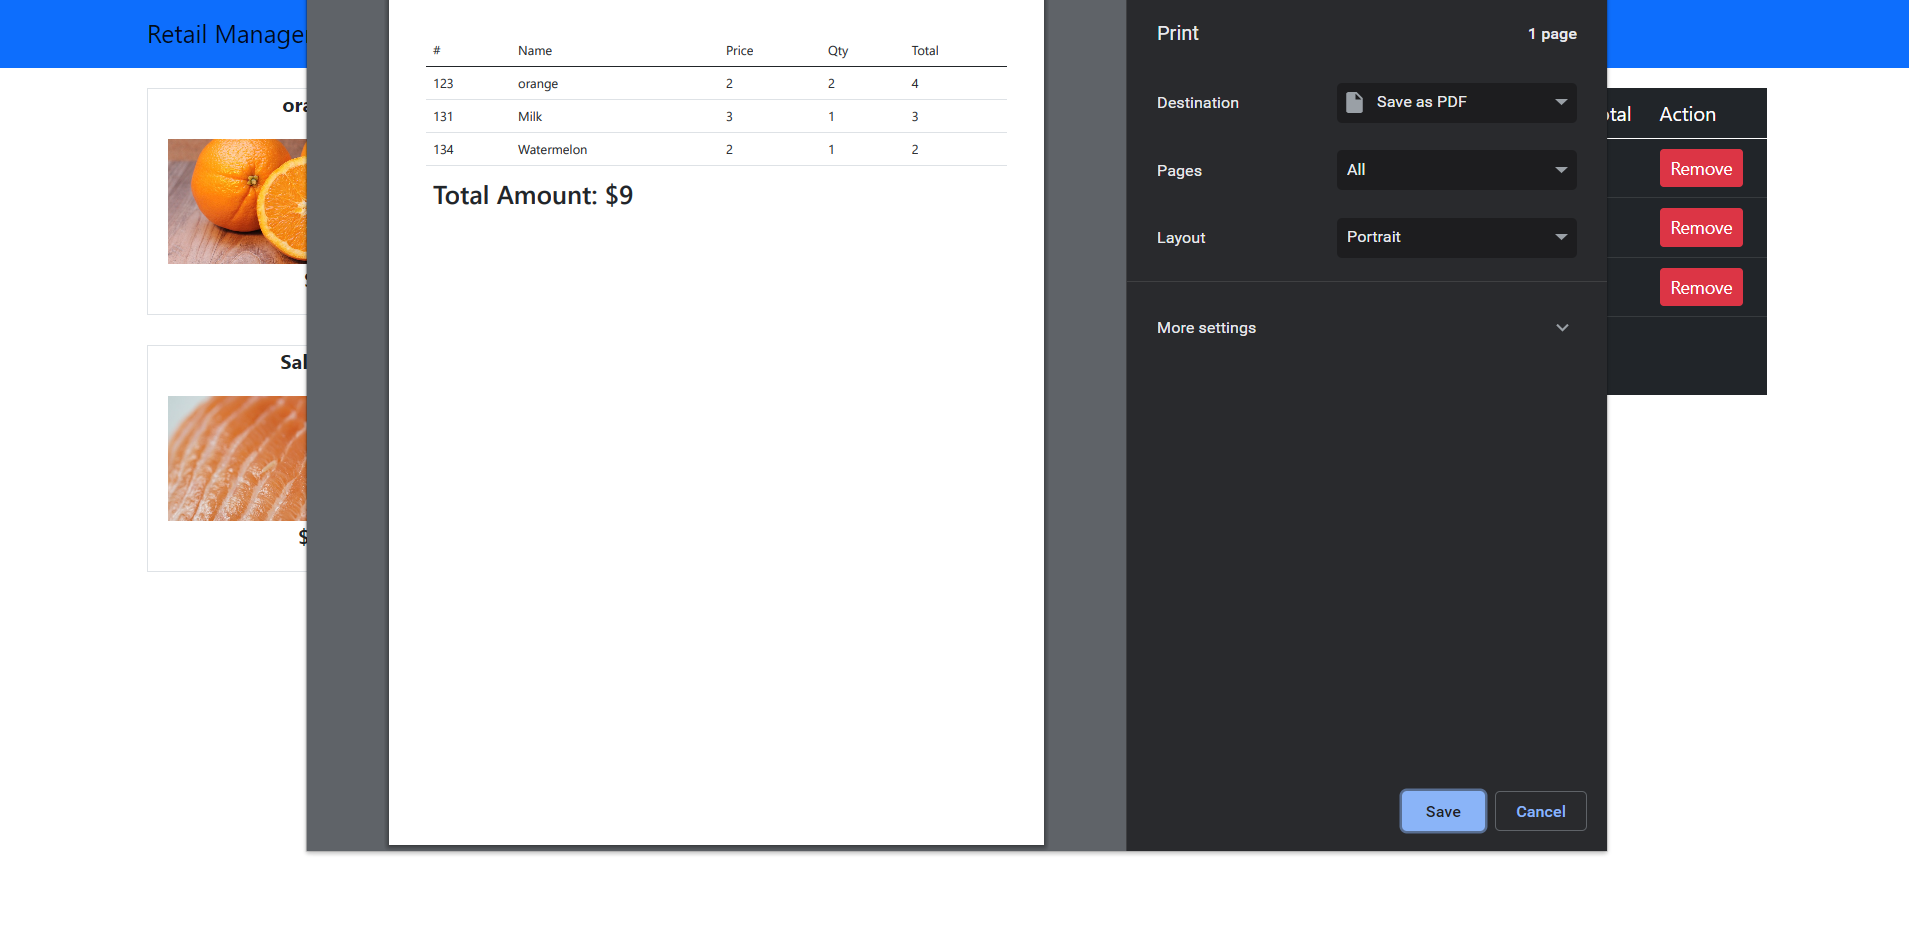 Retail Manage
# Name Price Qty Total
123 orange 2 2 4
131 Milk 3 1 3
134 Watermelon 2 1 2
Total Amount: $9
Print 1 page
Destination Save as PDF
Pages All
Layout Portrait
More settings
Save Cancel
ora
Sal
$
tal Action
Remove
Remove
Remove